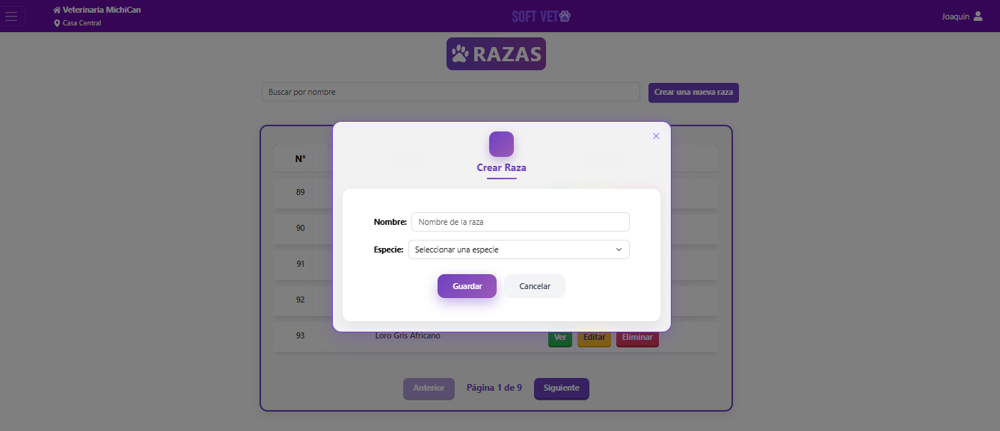 Veterinaria MichiCan
Casa Central
SOFT VET
Joaquin
RAZAS
Buscar por nombre
Crear una nueva raza
N°
Crear Raza
89
Nombre: Nombre de la raza
90
Especie: Seleccionar una especie
91
Guardar Cancelar
92
93 Loro Gris Africano Ver Editar Eliminar
Anterior Página 1 de 9 Siguiente